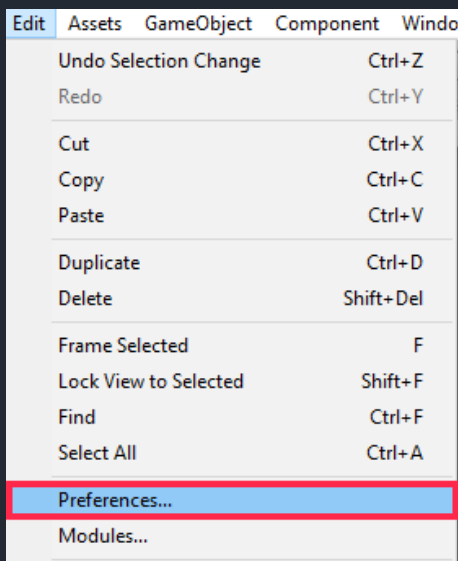 Edit Assets GameObject Component Windo
Undo Selection Change Ctrl+Z
Redo Ctrl+Y
Cut Ctrl+X
Copy Ctrl+C
Paste Ctrl+V
Duplicate Ctrl+D
Delete Shift+Del
Frame Selected F
Lock View to Selected Shift+F
Find Ctrl+F
Select All Ctrl+A
Preferences...
Modules...